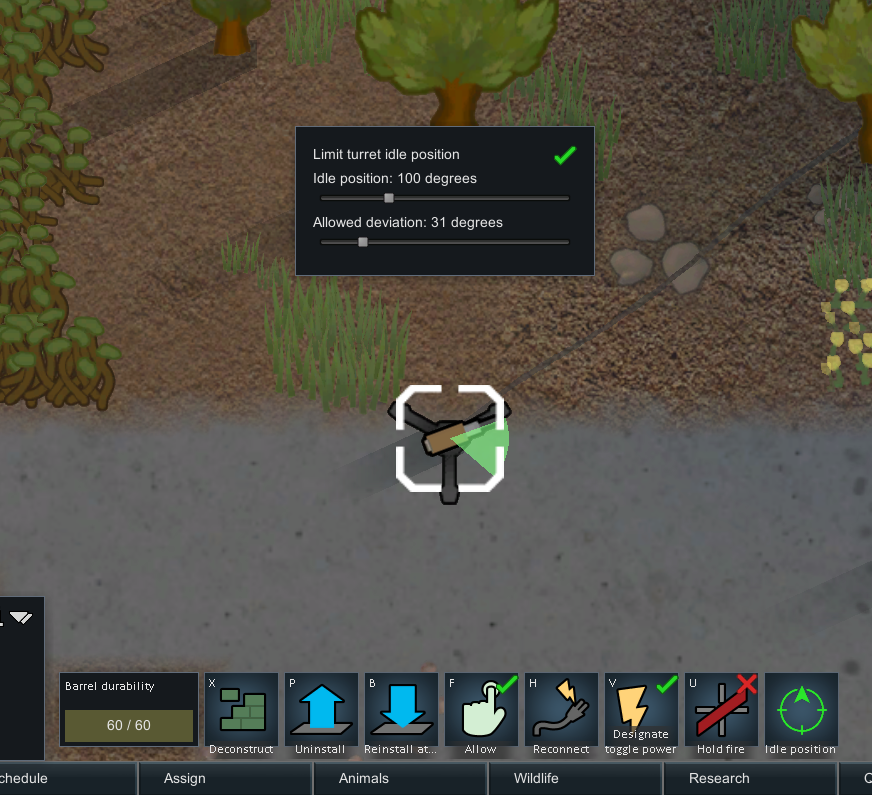 Limit turret idle position
Idle position: 100 degrees
Allowed deviation: 31 degrees
Barrel durability
60 / 60
X
Deconstruct
P
Uninstall
B
Reinstall at...
F
Allow
H
Reconnect
V
Designate
toggle power
U
Hold fire
Idle position
chedule
Assign
Animals
Wildlife
Research